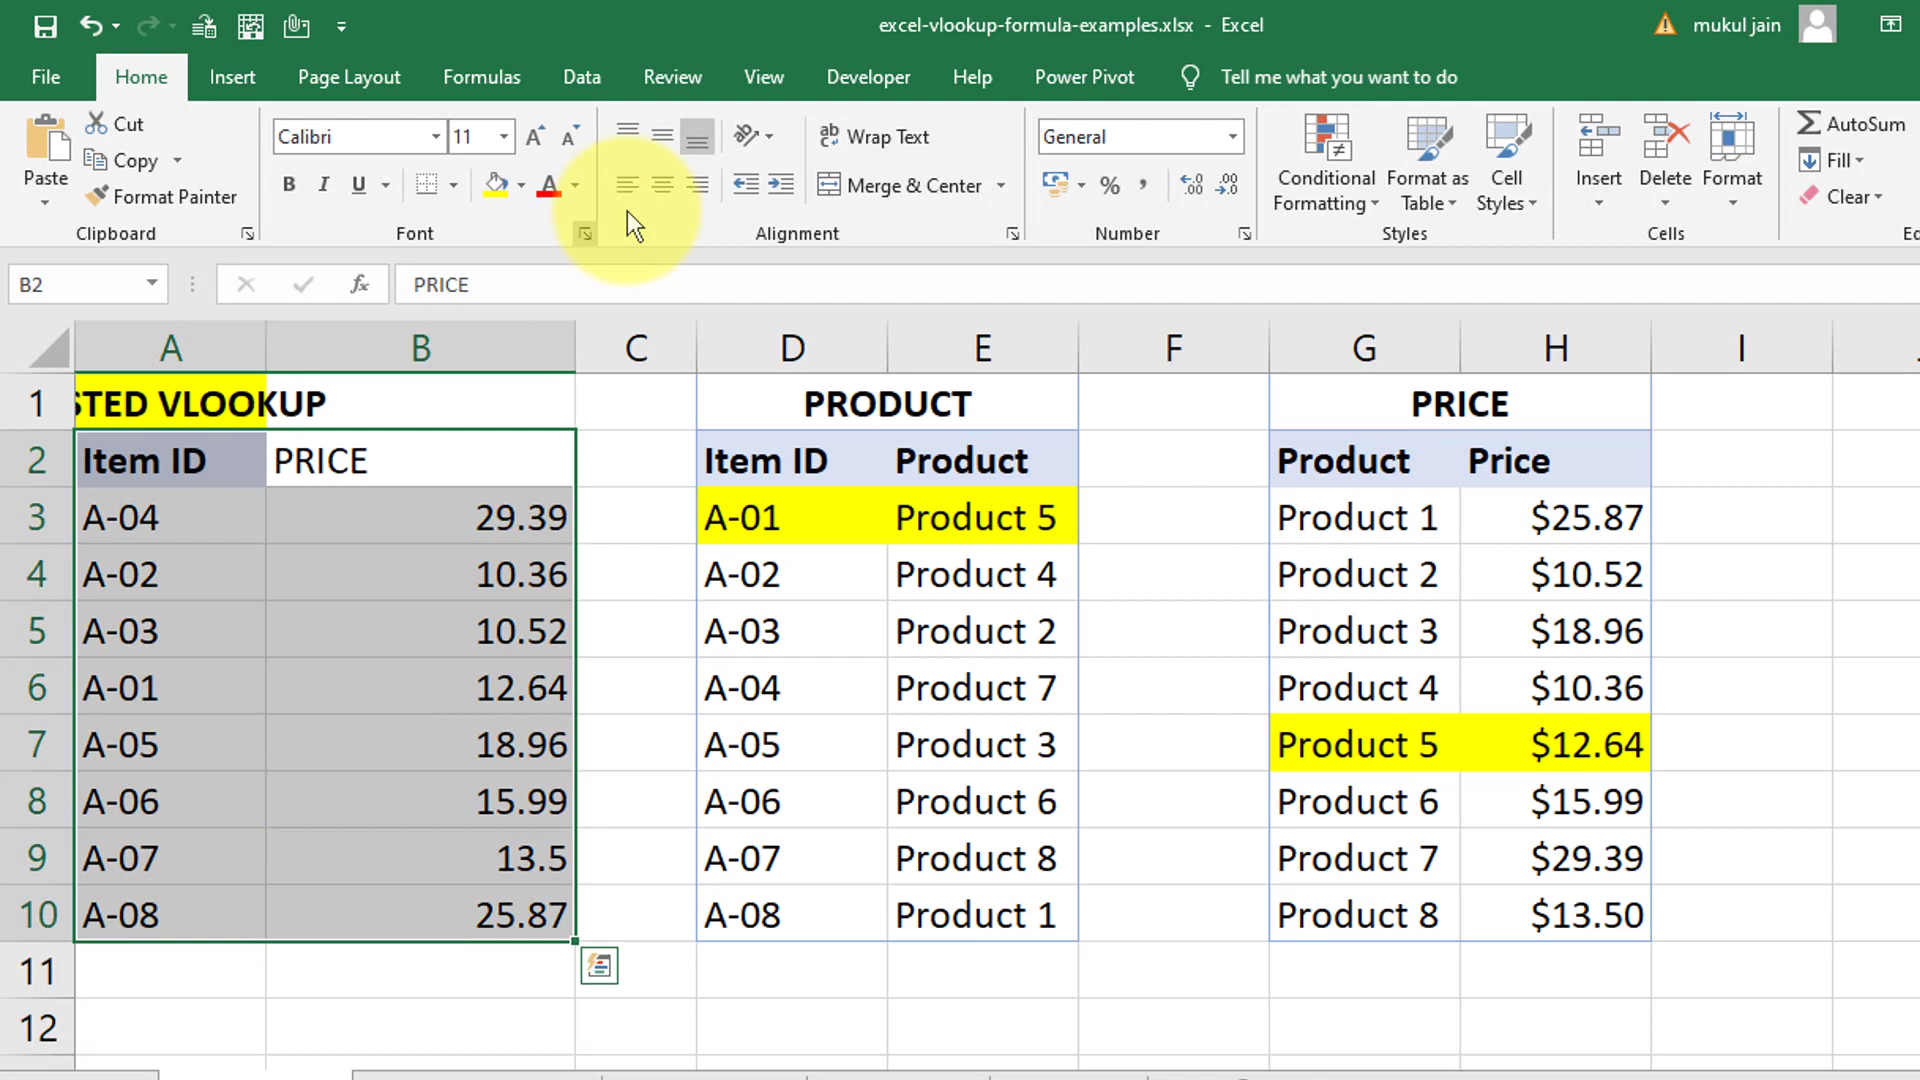 excel-vlookup-formula-examples.xlsx - Excel
mukul jain
File Home Insert Page Layout Formulas Data Review View Developer Help Power Pivot Tell me what you want to do
Paste
Cut
Copy
Format Painter
Clipboard
Calibri 11
B I U
Font
Wrap Text
Merge & Center
Alignment
General
% ,
Number
Conditional Formatting
Format as Table
Cell Styles
Styles
Insert
Delete
Format
Cells
AutoSum
Fill
Clear
B2 fx PRICE
A B C D E F G H I
1 STED VLOOKUP PRODUCT PRICE
2 Item ID PRICE Item ID Product Product Price
3 A-04 29.39 A-01 Product 5 Product 1 $25.87
4 A-02 10.36 A-02 Product 4 Product 2 $10.52
5 A-03 10.52 A-03 Product 2 Product 3 $18.96
6 A-01 12.64 A-04 Product 7 Product 4 $10.36
7 A-05 18.96 A-05 Product 3 Product 5 $12.64
8 A-06 15.99 A-06 Product 6 Product 6 $15.99
9 A-07 13.5 A-07 Product 8 Product 7 $29.39
10 A-08 25.87 A-08 Product 1 Product 8 $13.50
11
12